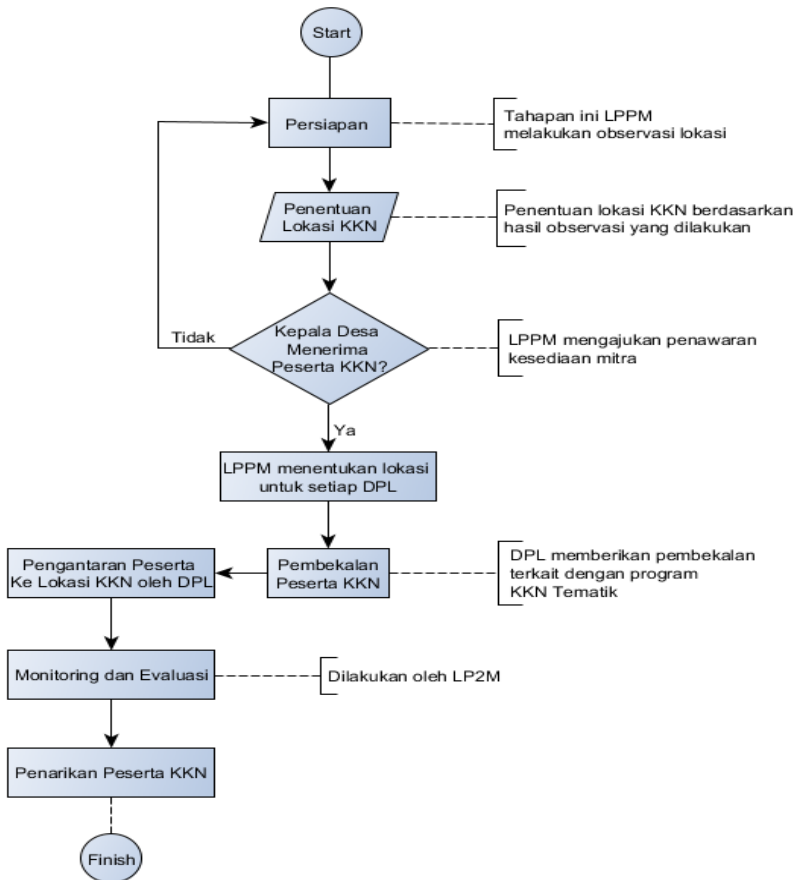 Start
Persiapan
Tahapan ini LPPM
melakukan observasi lokasi
Penentuan
Lokasi KKN
Penentuan lokasi KKN berdasarkan
hasil observasi yang dilakukan
Tidak
Kepala Desa
Menerima
Peserta KKN?
LPPM mengajukan penawaran
kesediaan mitra
Ya
LPPM menentukan lokasi
untuk setiap DPL
Pembekalan
Peserta KKN
DPL memberikan pembekalan
terkait dengan program
KKN Tematik
Pengantaran Peserta
Ke Lokasi KKN oleh DPL
Monitoring dan Evaluasi
Dilakukan oleh LP2M
Penarikan Peserta KKN
Finish